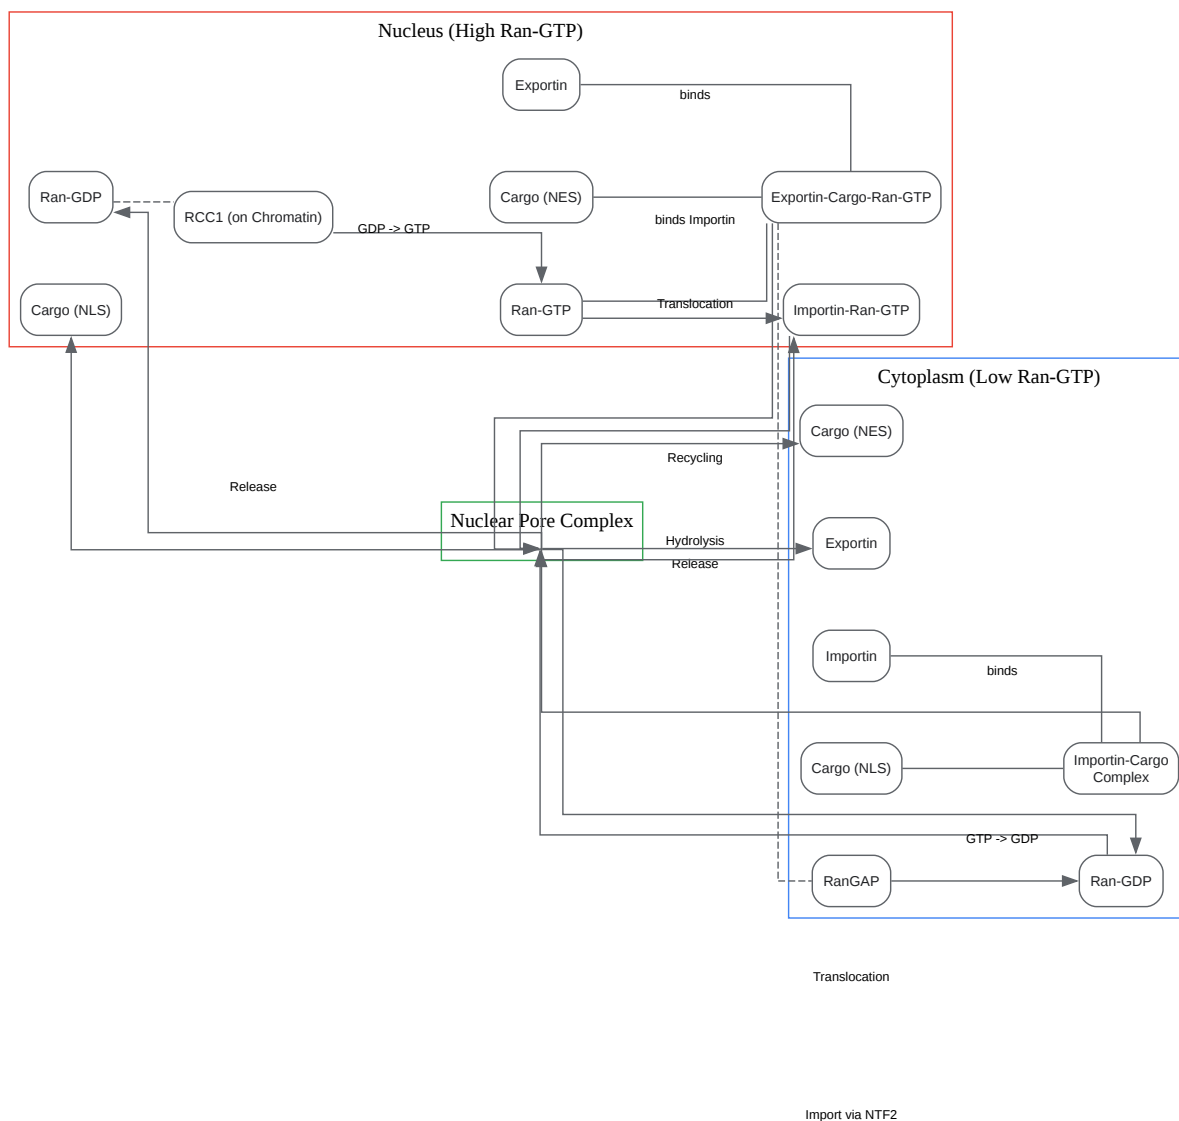 Nucleus (High Ran-GTP)
Exportin
binds
Ran-GDP
RCC1 (on Chromatin)
Cargo (NES)
Exportin-Cargo-Ran-GTP
binds Importin
GDP -> GTP
Cargo (NLS)
Ran-GTP
Translocation
Importin-Ran-GTP
Cytoplasm (Low Ran-GTP)
Cargo (NES)
Recycling
Release
Nuclear Pore Complex
Hydrolysis
Exportin
Release
Importin
binds
Cargo (NLS)
Importin-Cargo
Complex
GTP -> GDP
RanGAP
Ran-GDP
Translocation
Import via NTF2